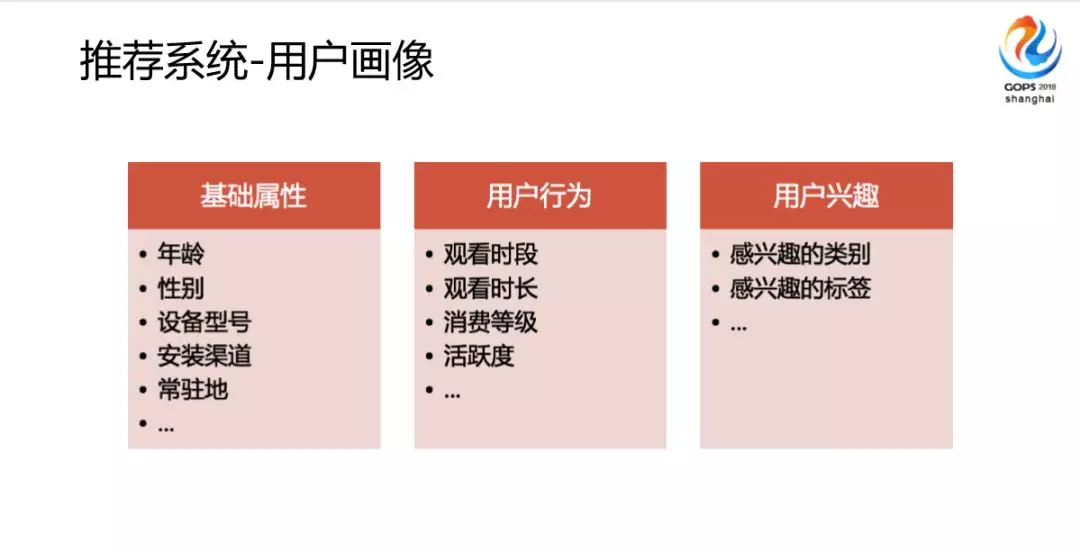 推荐系统-用户画像
GOPS 2018
shanghai
基础属性
• 年龄
• 性别
• 设备型号
• 安装渠道
• 常驻地
• ...
用户行为
• 观看时段
• 观看时长
• 消费等级
• 活跃度
• ...
用户兴趣
• 感兴趣的类别
• 感兴趣的标签
• ...